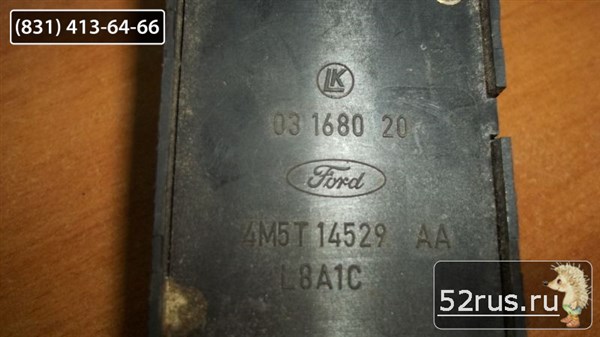 (831) 413-64-66
LK
03 1680 20
Ford
4M5T 14529 AA
L8A1C
52rus.ru